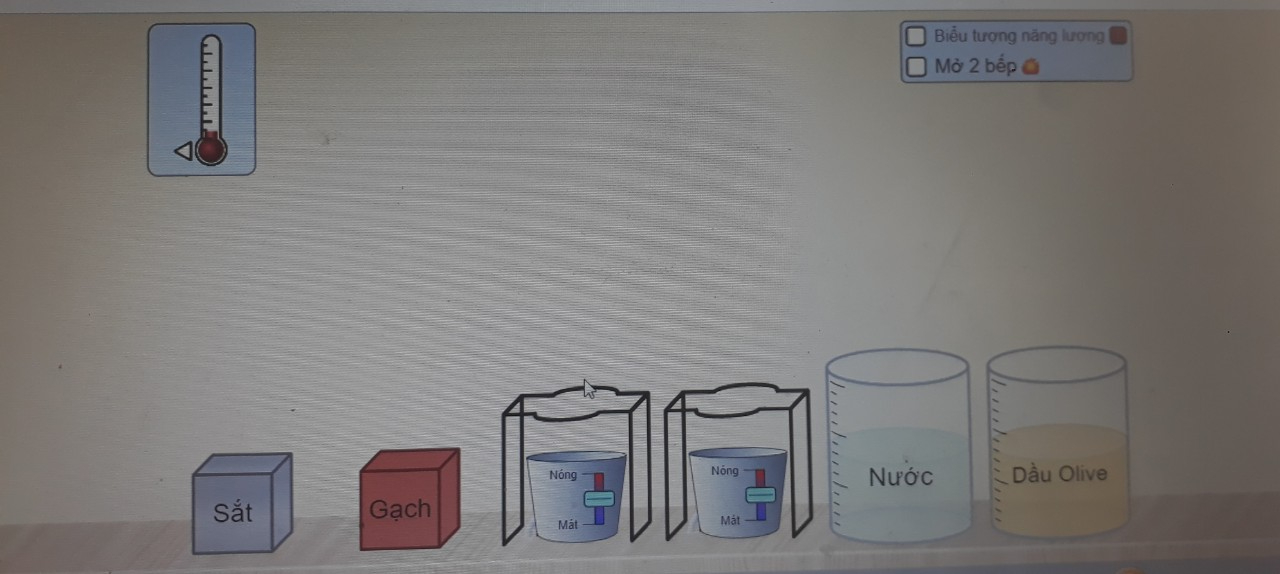 Biểu tượng năng lượng
Mở 2 bếp
Sắt
Gạch
Nóng
Mát
Nóng
Mát
Nước
Dầu Olive